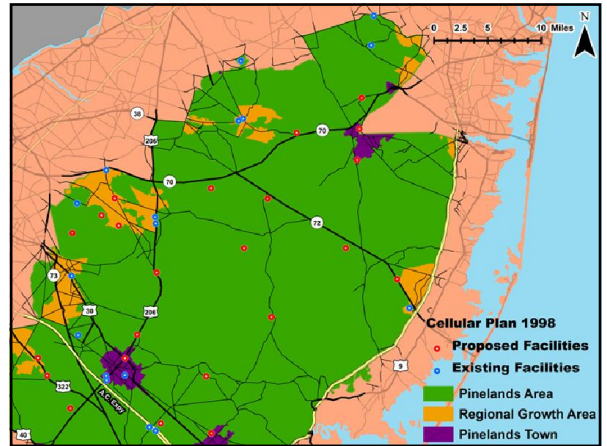 0 2.5 5 10 Miles
N
38
206
70
70
72
73
30
206
9
322
40
A.C. Expy
Cellular Plan 1998
Proposed Facilities
Existing Facilities
Pinelands Area
Regional Growth Area
Pinelands Town